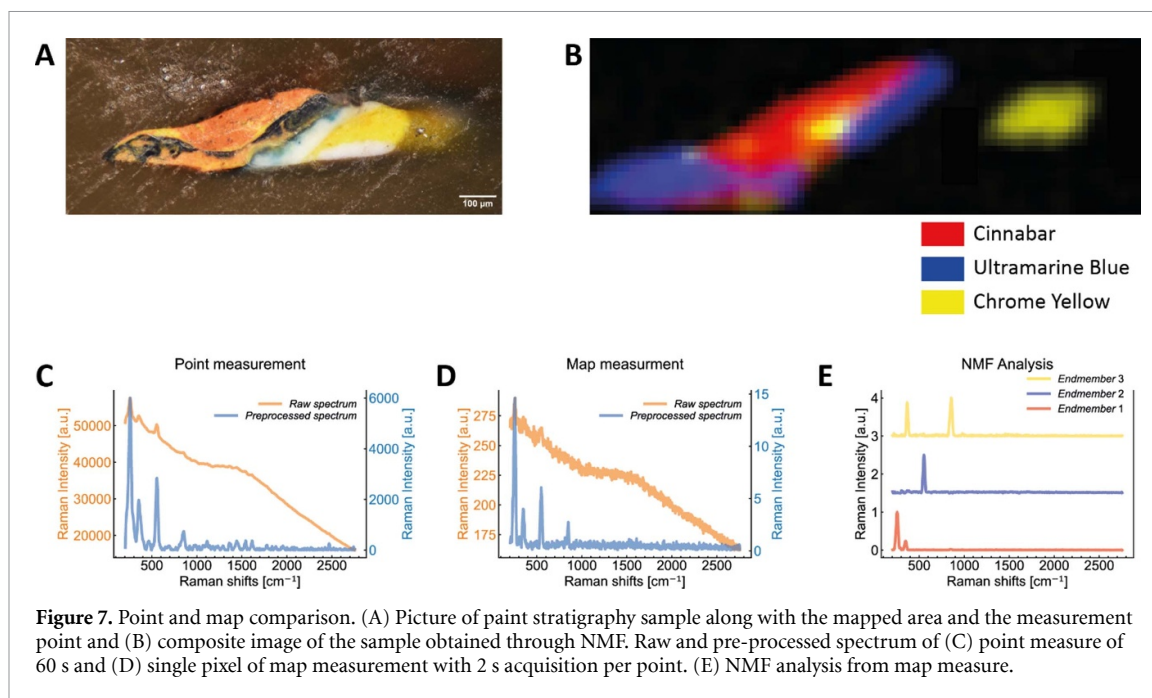 A
B
100 µm
Cinnabar
Ultramarine Blue
Chrome Yellow
C
Point measurement
Raw spectrum
Preprocessed spectrum
Raman Intensity [a.u.]
50000
40000
30000
20000
6000
4000
2000
0
Raman Intensity [a.u.]
500 1000 1500 2000 2500
Raman shifts [cm⁻¹]
D
Map measurment
Raw spectrum
Preprocessed spectrum
Raman Intensity [a.u.]
275
250
225
200
175
15
10
5
0
Raman Intensity [a.u.]
500 1000 1500 2000 2500
Raman shifts [cm⁻¹]
E
NMF Analysis
Endmember 3
Endmember 2
Endmember 1
Raman Intensity [a.u.]
4
3
2
1
0
500 1000 1500 2000 2500
Raman shifts [cm⁻¹]
Figure 7. Point and map comparison. (A) Picture of paint stratigraphy sample along with the mapped area and the measurement
point and (B) composite image of the sample obtained through NMF. Raw and pre-processed spectrum of (C) point measure of
60 s and (D) single pixel of map measurement with 2 s acquisition per point. (E) NMF analysis from map measure.